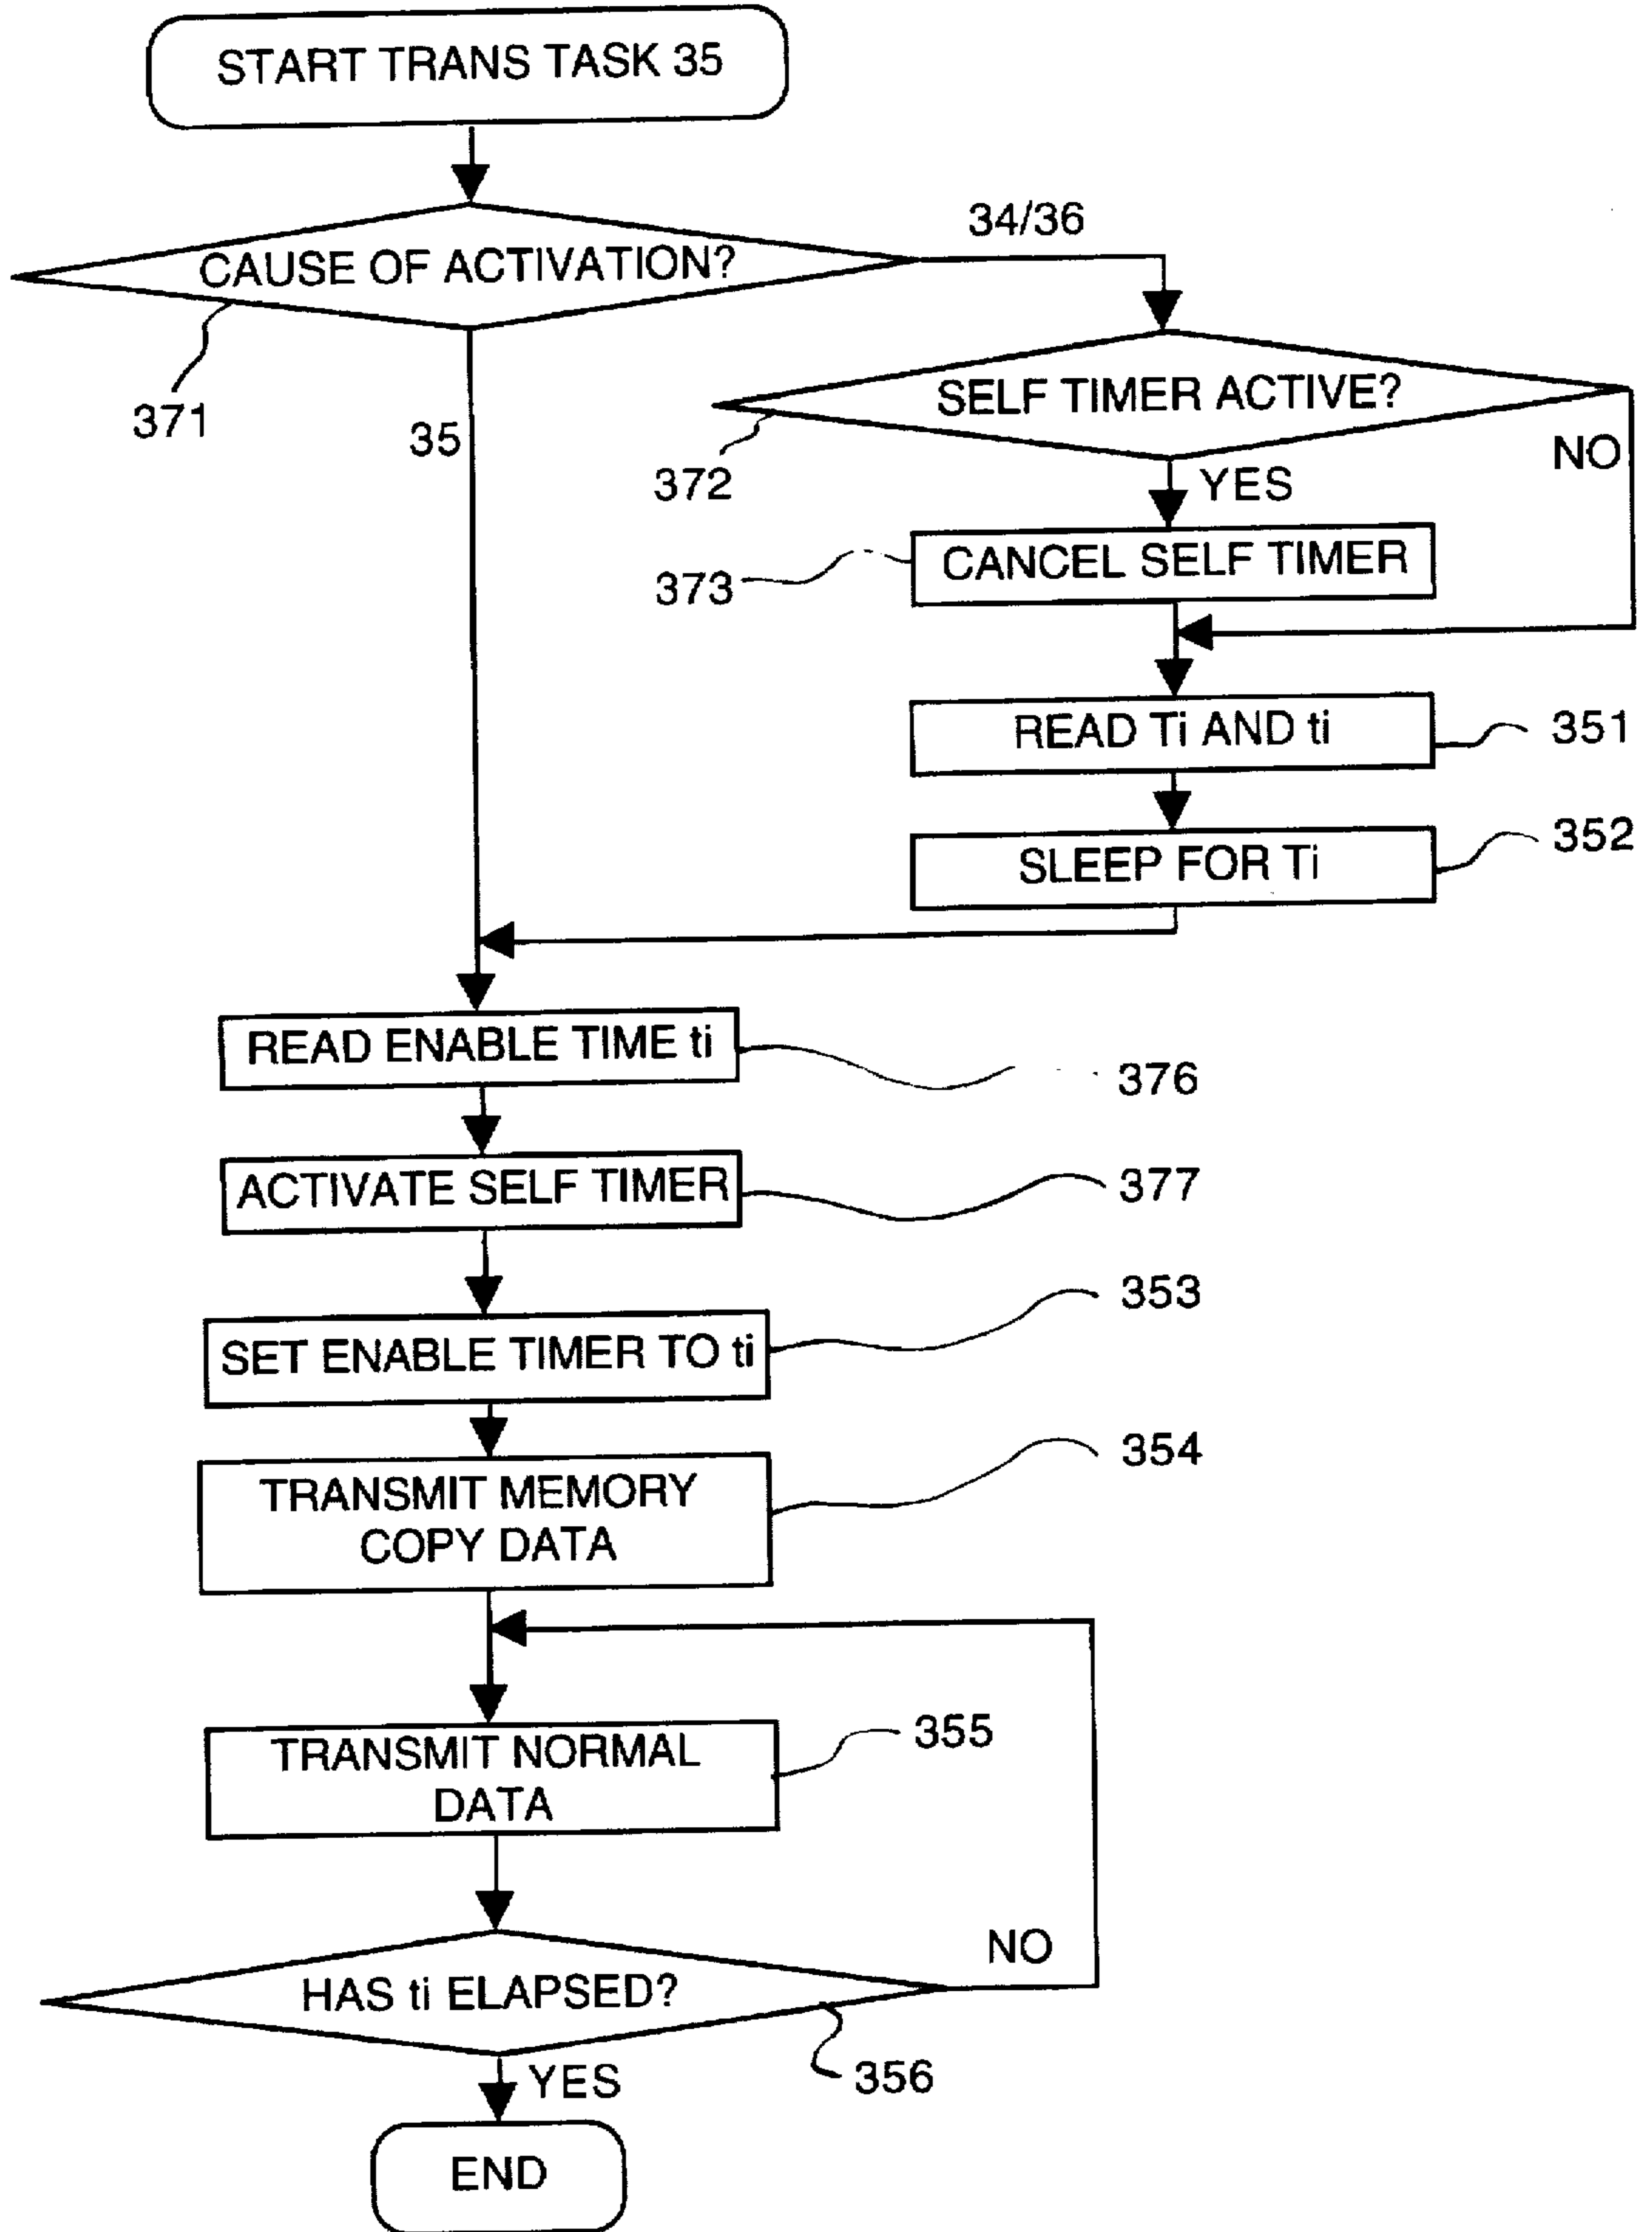 START TRANS TASK 35
CAUSE OF ACTIVATION?
34/36
371
35
SELF TIMER ACTIVE?
372
NO
YES
CANCEL SELF TIMER
373
READ Ti AND ti
351
SLEEP FOR Ti
352
READ ENABLE TIME ti
376
ACTIVATE SELF TIMER
377
SET ENABLE TIMER TO ti
353
TRANSMIT MEMORY
COPY DATA
354
TRANSMIT NORMAL
DATA
355
HAS ti ELAPSED?
NO
356
YES
END